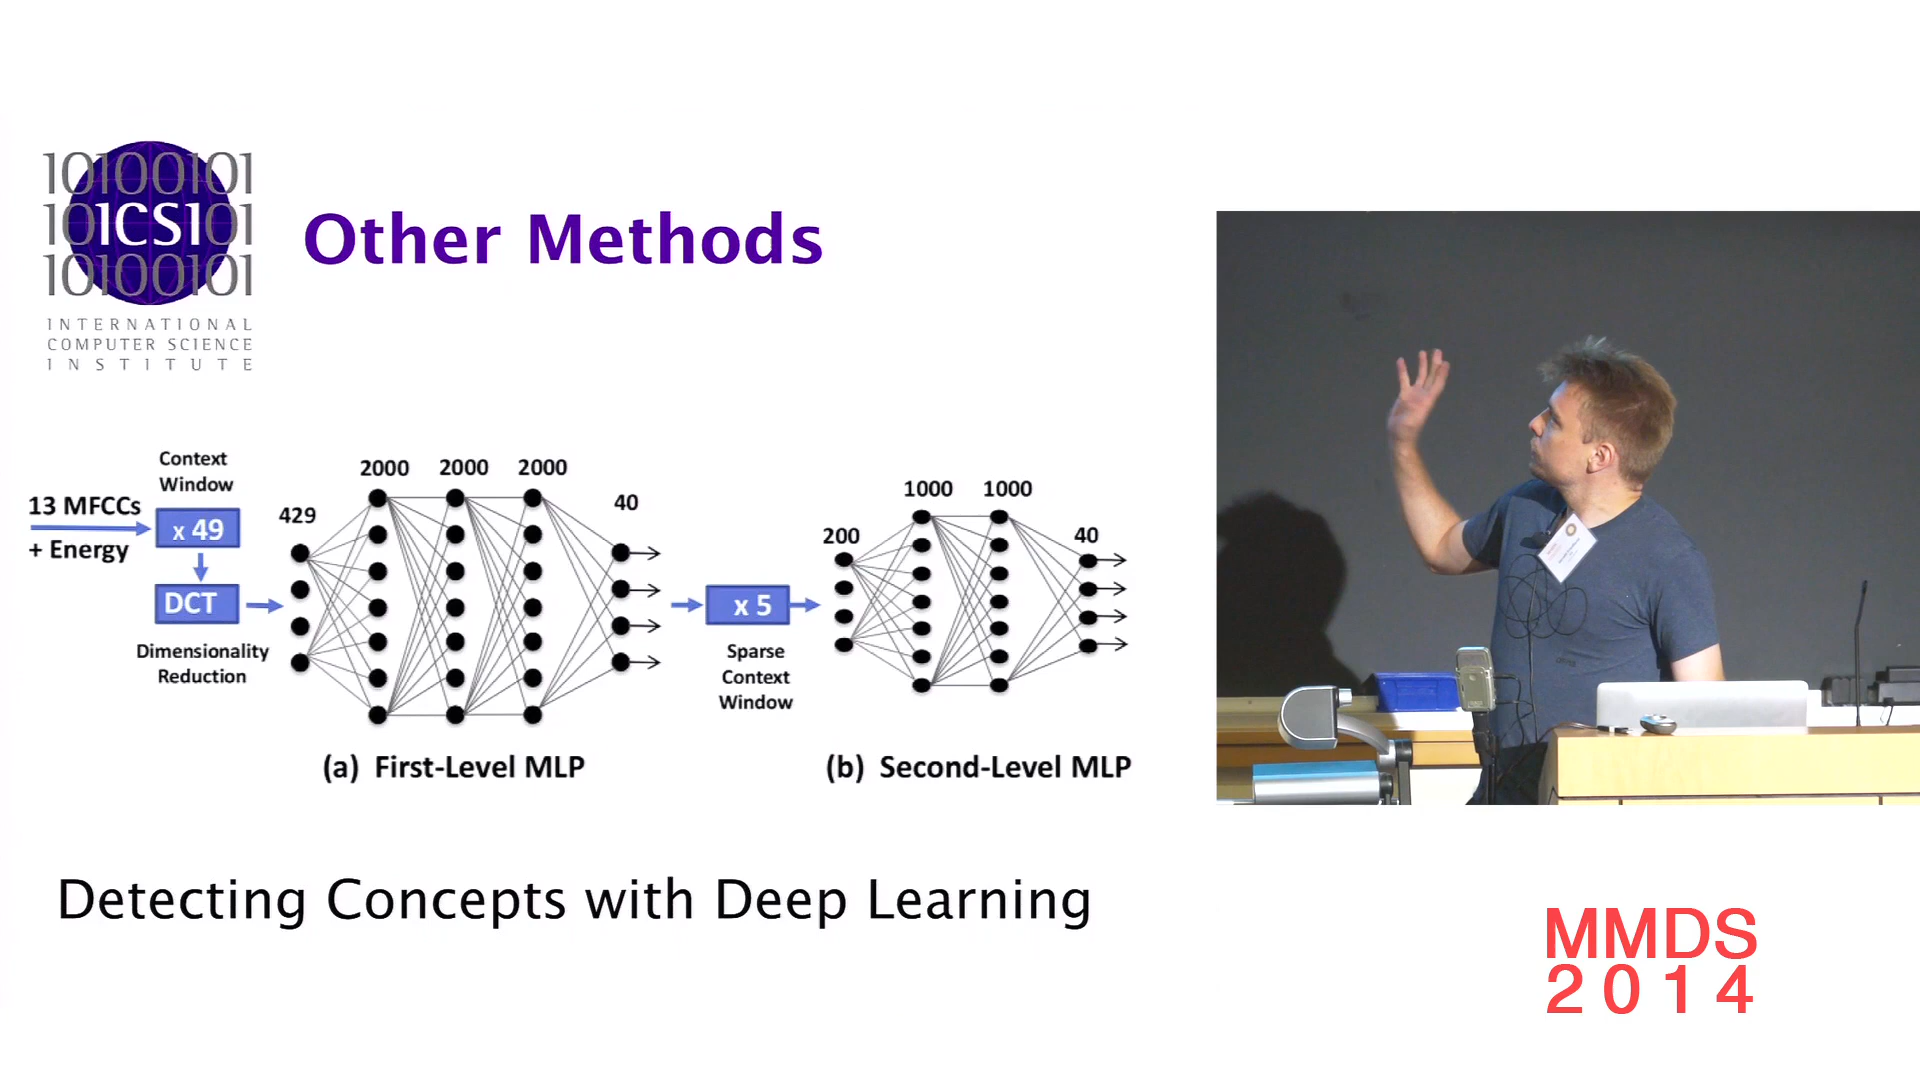 10100101
10ICSI01
10100101
INTERNATIONAL
COMPUTER SCIENCE
INSTITUTE
Other Methods
Context
Window
13 MFCCs
+ Energy
x 49
DCT
Dimensionality
Reduction
429
2000 2000 2000
40
x 5
Sparse
Context
Window
200
1000 1000
40
(a) First-Level MLP
(b) Second-Level MLP
Detecting Concepts with Deep Learning
MMDS
2014